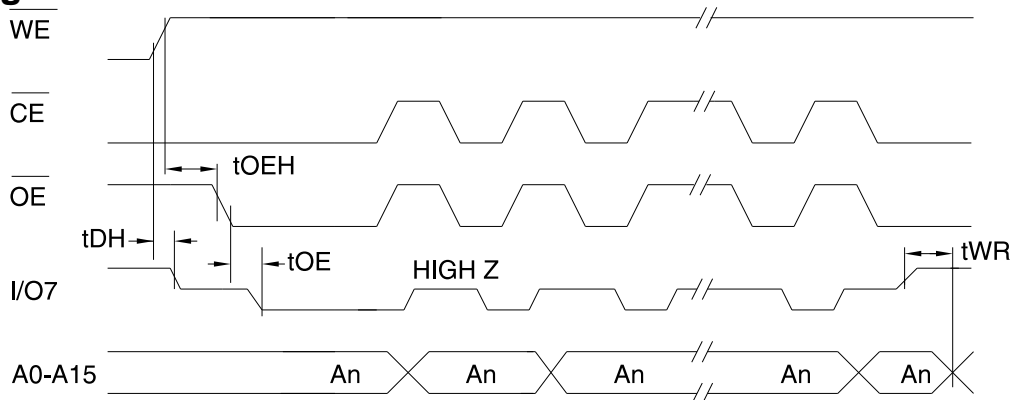 g
WE
CE
tOEH
OE
tDH
tOE
HIGH Z
tWR
I/O7
A0-A15 An An An An An